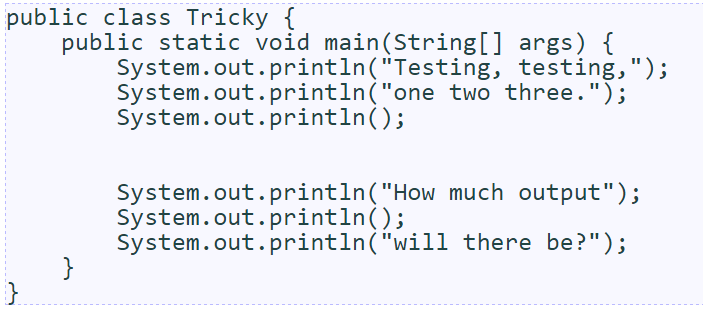 public class Tricky {
    public static void main(String[] args) {
        System.out.println("Testing, testing,");
        System.out.println("one two three.");
        System.out.println();
        System.out.println("How much output");
        System.out.println();
        System.out.println("will there be?");
    }
}